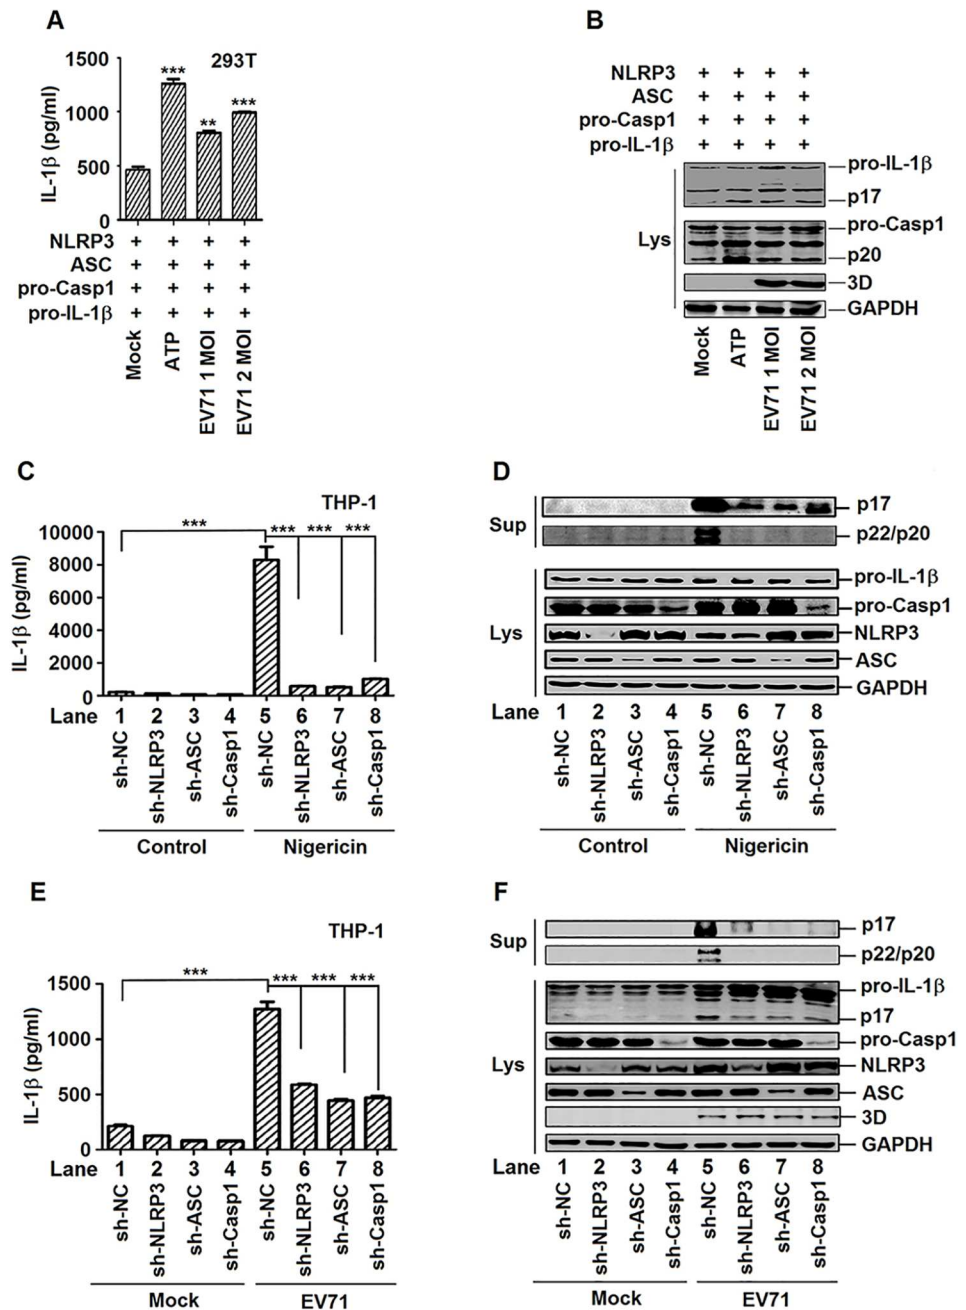 A
1500
1000
500
0
IL-1β (pg/ml)
293T
***
**
***
NLRP3 + + + +
ASC + + + +
pro-Casp1 + + + +
pro-IL-1β + + + +
Mock
ATP
EV71 1 MOI
EV71 2 MOI
B
NLRP3 + + + +
ASC + + + +
pro-Casp1 + + + +
pro-IL-1β + + + +
Lys
pro-IL-1β
p17
pro-Casp1
p20
3D
GAPDH
Mock
ATP
EV71 1 MOI
EV71 2 MOI
C
THP-1
*** *** *** ***
10000
8000
6000
4000
2000
0
IL-1β (pg/ml)
Lane 1 2 3 4 5 6 7 8
sh-NC
sh-NLRP3
sh-ASC
sh-Casp1
sh-NC
sh-NLRP3
sh-ASC
sh-Casp1
Control Nigericin
D
Sup
p17
p22/p20
Lys
pro-IL-1β
pro-Casp1
NLRP3
ASC
GAPDH
Lane 1 2 3 4 5 6 7 8
sh-NC
sh-NLRP3
sh-ASC
sh-Casp1
sh-NC
sh-NLRP3
sh-ASC
sh-Casp1
Control Nigericin
E
THP-1
*** *** *** ***
1500
1000
500
0
IL-1β (pg/ml)
Lane 1 2 3 4 5 6 7 8
sh-NC
sh-NLRP3
sh-ASC
sh-Casp1
sh-NC
sh-NLRP3
sh-ASC
sh-Casp1
Mock EV71
F
Sup
p17
p22/p20
Lys
pro-IL-1β
p17
pro-Casp1
NLRP3
ASC
3D
GAPDH
Lane 1 2 3 4 5 6 7 8
sh-NC
sh-NLRP3
sh-ASC
sh-Casp1
sh-NC
sh-NLRP3
sh-ASC
sh-Casp1
Mock EV71